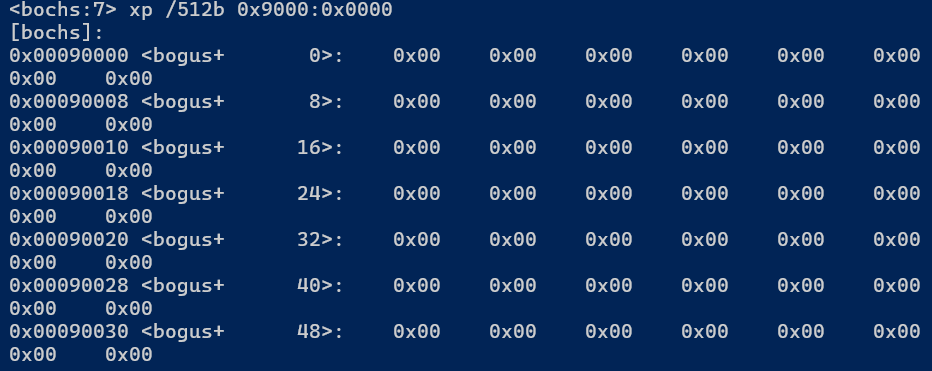 <bochs:7> xp /512b 0x9000:0x0000
[bochs]:
0x00090000 <bogus+       0>:    0x00    0x00    0x00    0x00    0x00    0x00
0x00    0x00
0x00090008 <bogus+       8>:    0x00    0x00    0x00    0x00    0x00    0x00
0x00    0x00
0x00090010 <bogus+      16>:    0x00    0x00    0x00    0x00    0x00    0x00
0x00    0x00
0x00090018 <bogus+      24>:    0x00    0x00    0x00    0x00    0x00    0x00
0x00    0x00
0x00090020 <bogus+      32>:    0x00    0x00    0x00    0x00    0x00    0x00
0x00    0x00
0x00090028 <bogus+      40>:    0x00    0x00    0x00    0x00    0x00    0x00
0x00    0x00
0x00090030 <bogus+      48>:    0x00    0x00    0x00    0x00    0x00    0x00
0x00    0x00